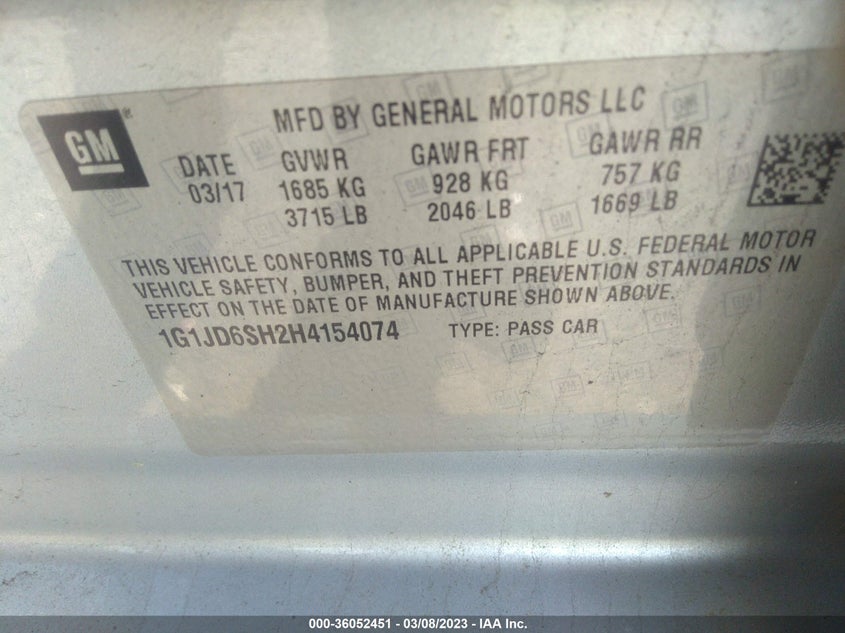 MFD BY GENERAL MOTORS LLC
GM®
DATE GVWR GAWR FRT GAWR RR
03/17 1685 KG 928 KG 757 KG
3715 LB 2046 LB 1669 LB
THIS VEHICLE CONFORMS TO ALL APPLICABLE U.S. FEDERAL MOTOR
VEHICLE SAFETY, BUMPER, AND THEFT PREVENTION STANDARDS IN
EFFECT ON THE DATE OF MANUFACTURE SHOWN ABOVE.
1G1JD6SH2H4154074 TYPE: PASS CAR
000-36052451 - 03/08/2023 - IAA Inc.